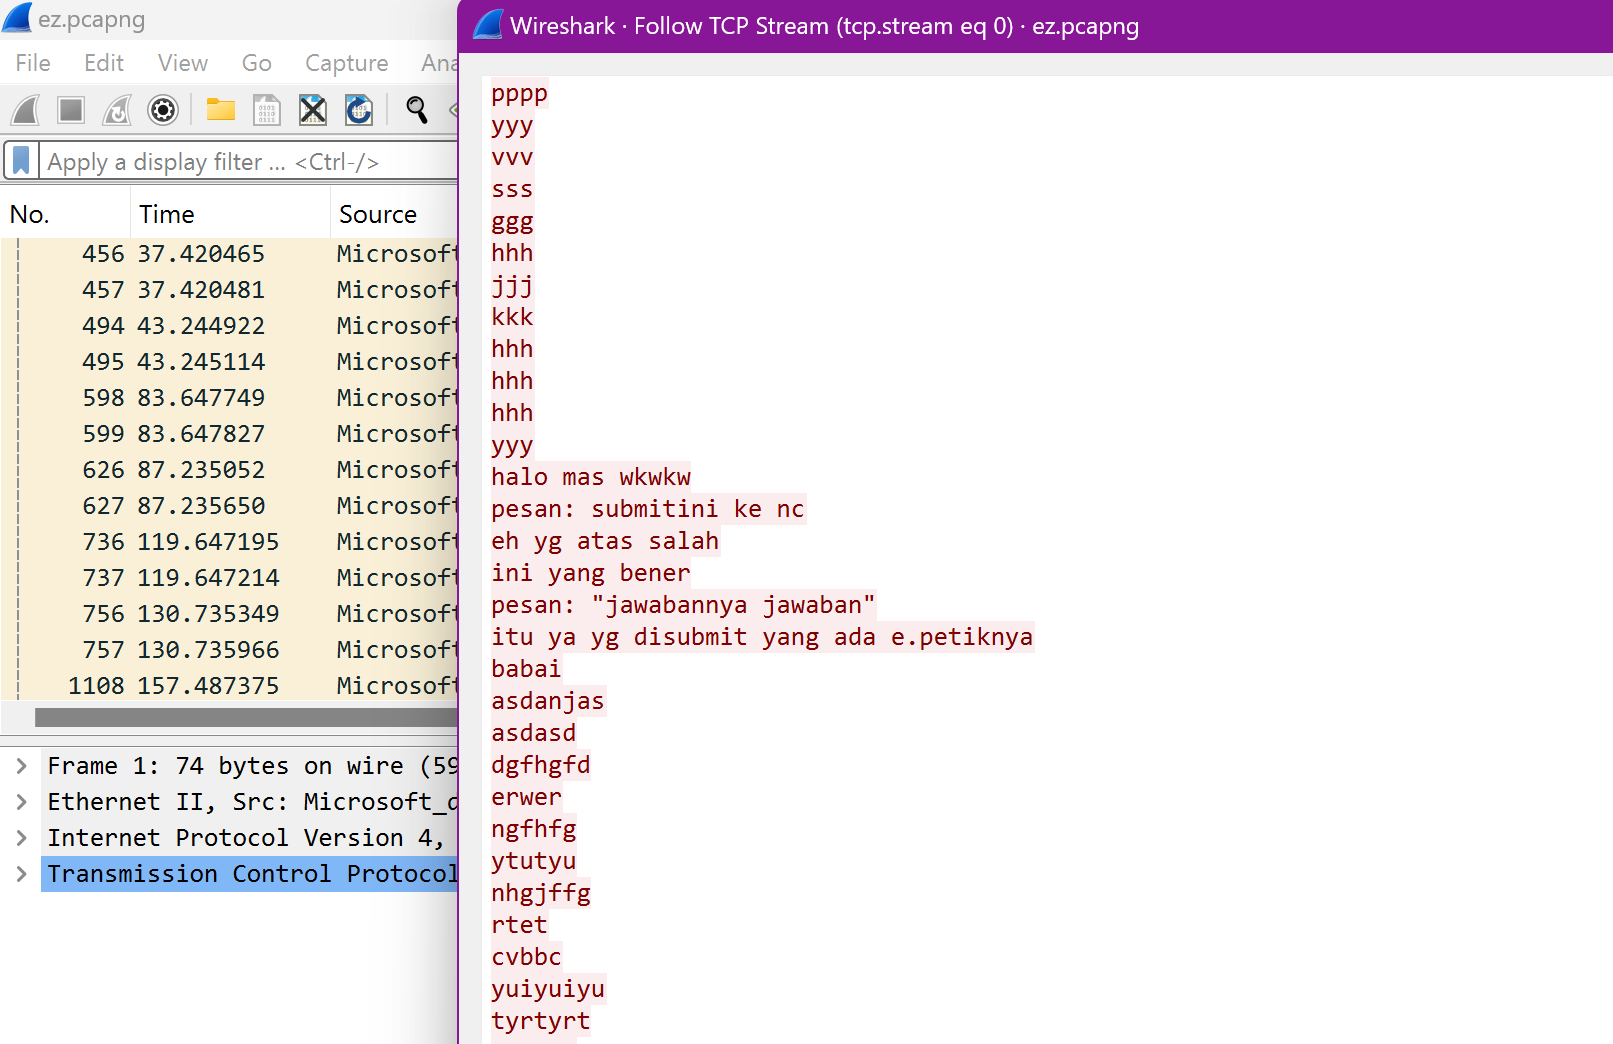 ez.pcapng
File Edit View Go Capture Ana
Apply a display filter ... <Ctrl-/>
No. Time Source
456 37.420465 Microsoft
457 37.420481 Microsoft
494 43.244922 Microsoft
495 43.245114 Microsoft
598 83.647749 Microsoft
599 83.647827 Microsoft
626 87.235052 Microsoft
627 87.235650 Microsoft
736 119.647195 Microsoft
737 119.647214 Microsoft
756 130.735349 Microsoft
757 130.735966 Microsoft
1108 157.487375 Microsoft
Frame 1: 74 bytes on wire (59
Ethernet II, Src: Microsoft_d
Internet Protocol Version 4,
Transmission Control Protocol
Wireshark · Follow TCP Stream (tcp.stream eq 0) · ez.pcapng
pppp
yyy
vvv
sss
ggg
hhh
jjj
kkk
hhh
hhh
hhh
yyy
halo mas wkwkw
pesan: submitini ke nc
eh yg atas salah
ini yang bener
pesan: "jawabannya jawaban"
itu ya yg disubmit yang ada e.petiknya
babai
asdanjas
asdasd
dgfhgfd
erwer
ngfhfg
ytutyu
nhgjffg
rtet
cvbbc
yuiyuiyu
tyrtyrt